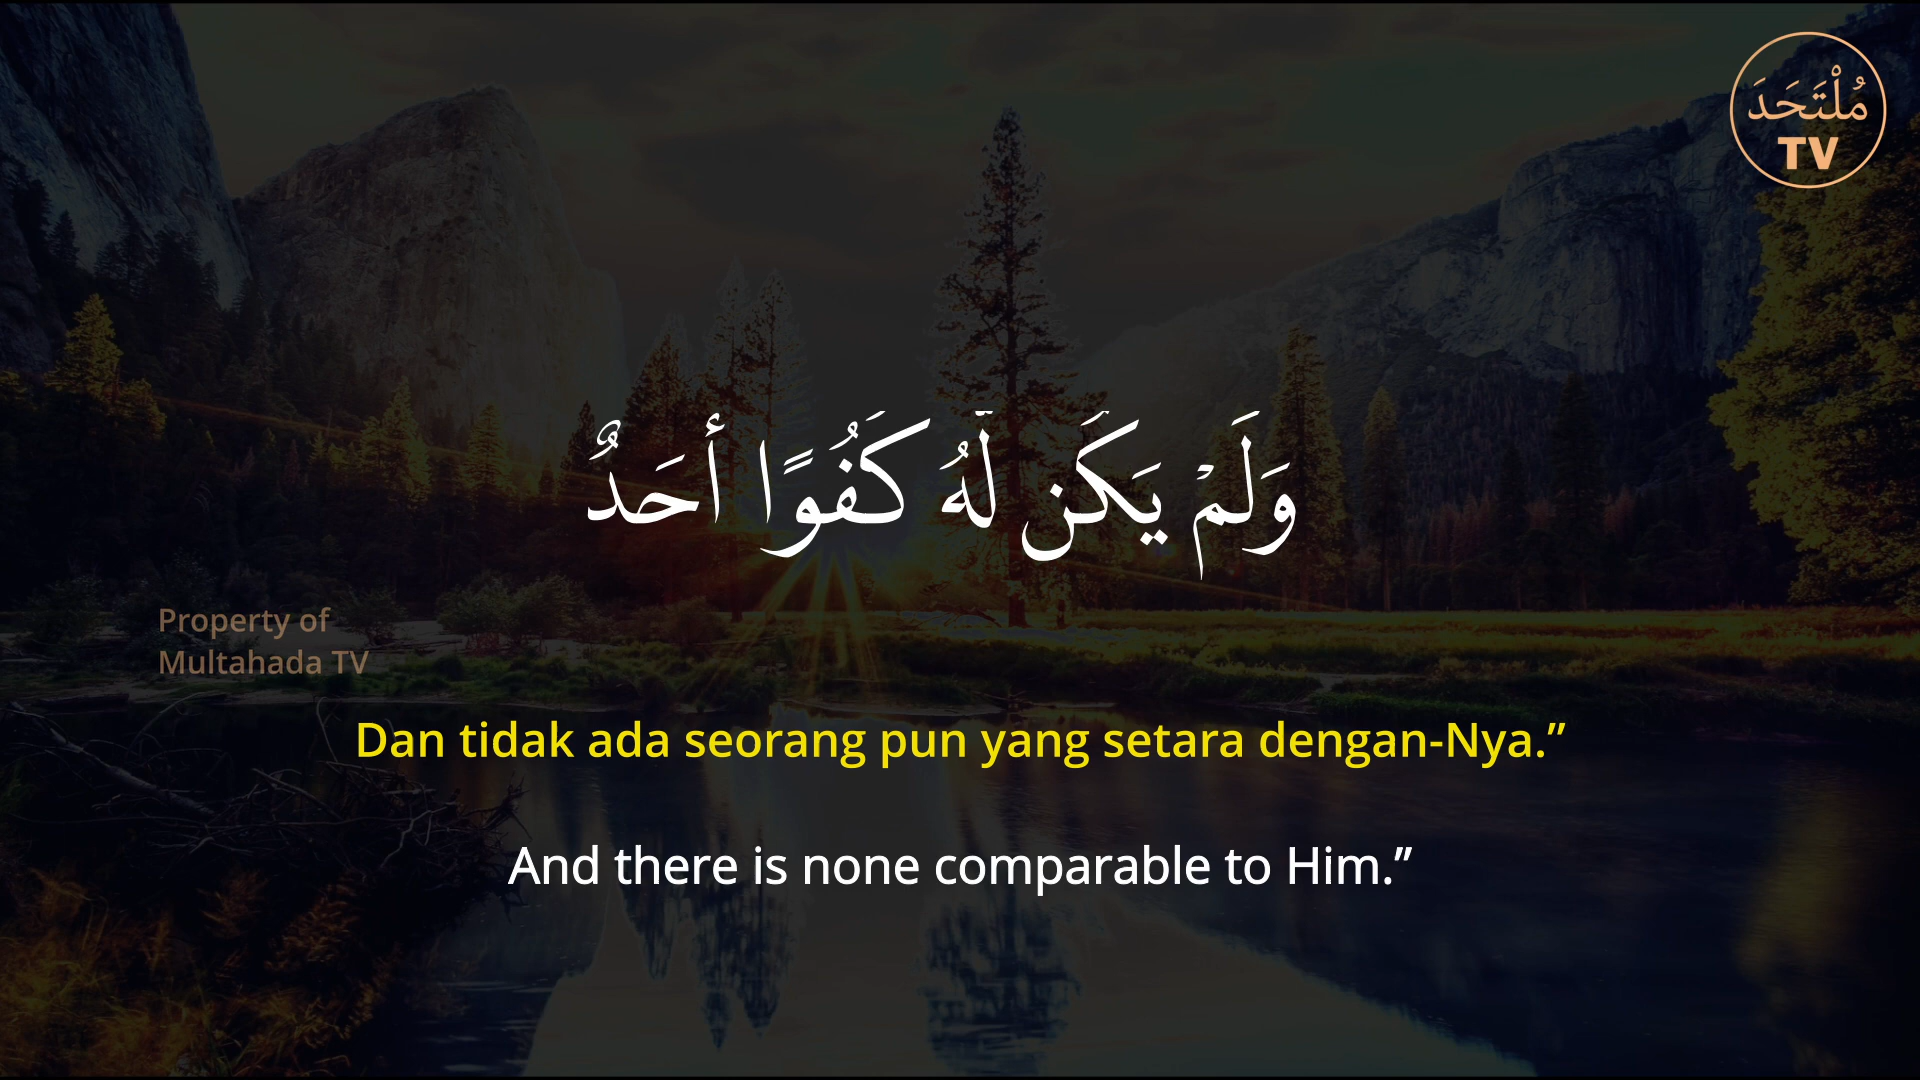 مُلْتَحَدَ
TV
وَلَمْ يَكُن لَّهُ كُفُوًا أَحَدٌ
Property of
Multahada TV
Dan tidak ada seorang pun yang setara dengan-Nya.”
And there is none comparable to Him.”